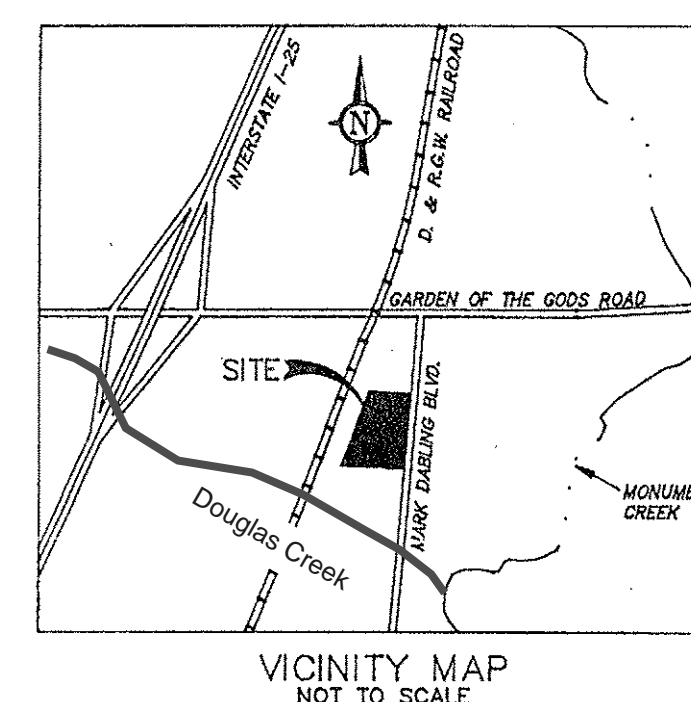 INTERSTATE I-25
N
D. & R.G.W. RAILROAD
GARDEN OF THE GODS ROAD
SITE
MARK DABLING BLVD.
MONUME
CREEK
Douglas Creek
VICINITY MAP
NOT TO SCALE